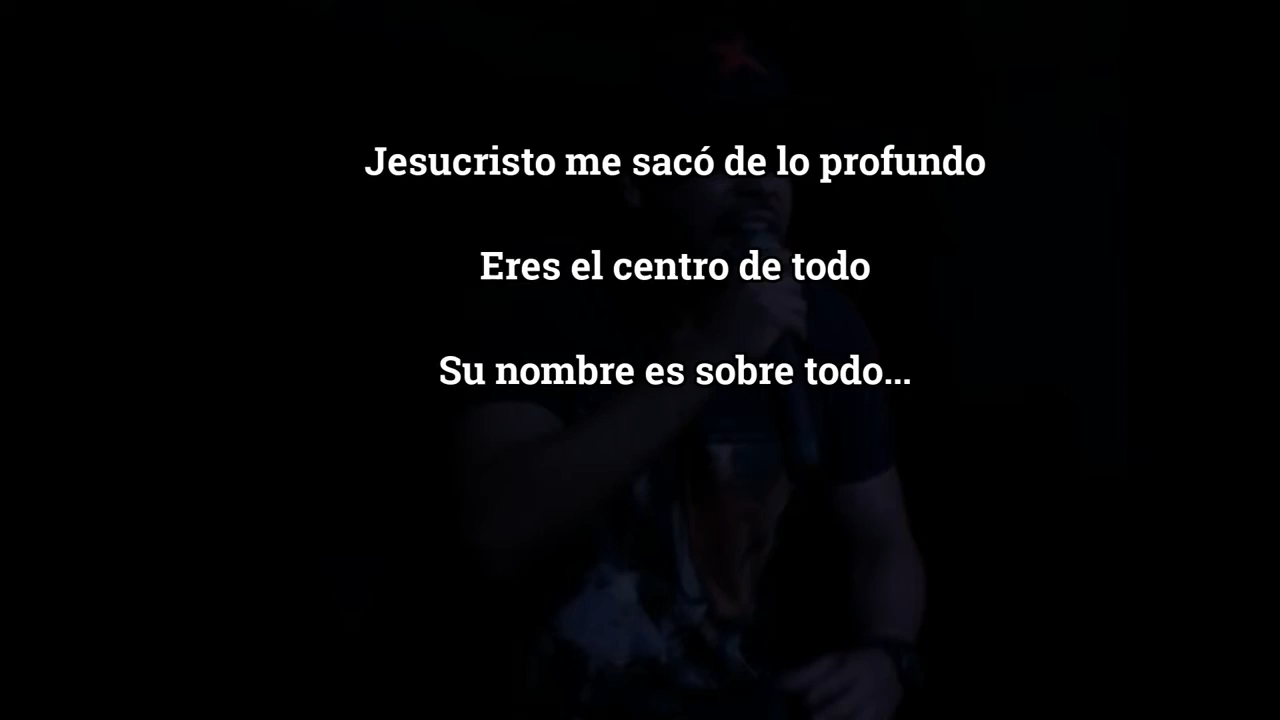 Jesucristo me sacó de lo profundo
Eres el centro de todo
Su nombre es sobre todo...